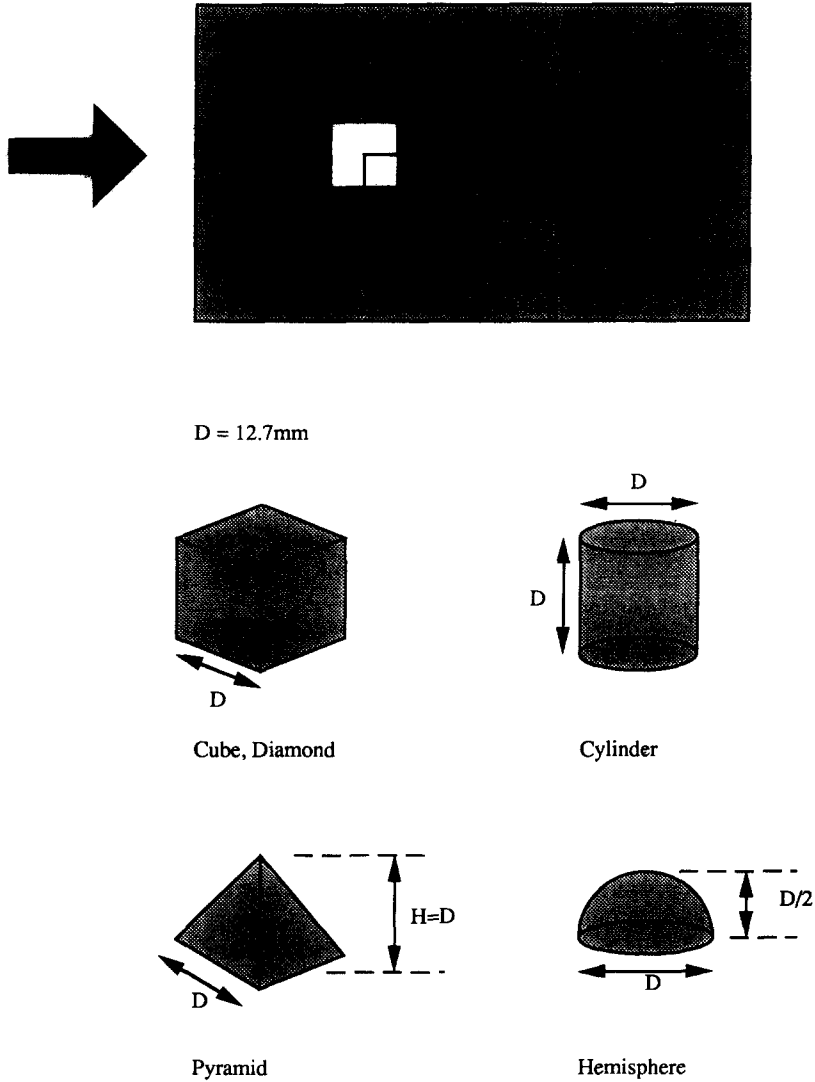 D = 12.7mm
D
D
D
Cube, Diamond
Cylinder
H=D
D/2
D
D
Pyramid
Hemisphere